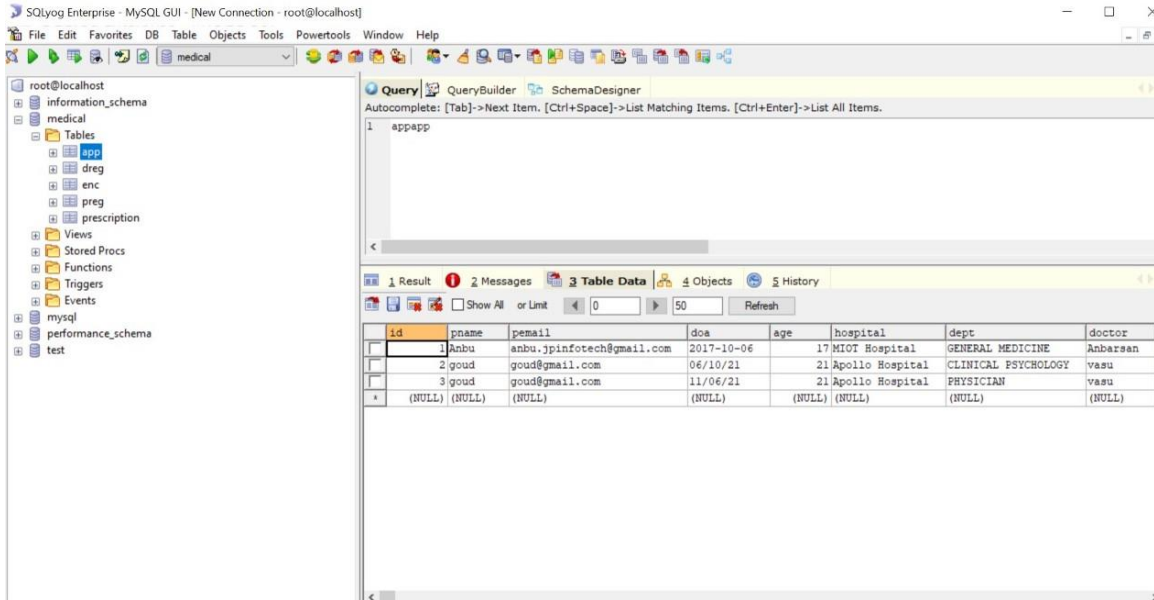 SQLyog Enterprise - MySQL GUI - [New Connection - root@localhost]
File Edit Favorites DB Table Objects Tools Powertools Window Help
medical
root@localhost
information_schema
medical
Tables
app
dreg
enc
preg
prescription
Views
Stored Procs
Functions
Triggers
Events
mysql
performance_schema
test
Query QueryBuilder SchemaDesigner
Autocomplete: [Tab]->Next Item. [Ctrl+Space]->List Matching Items. [Ctrl+Enter]->List All Items.
1 appapp
1 Result 2 Messages 3 Table Data 4 Objects 5 History
Show All or Limit 0 50 Refresh
id pname pemail doa age hospital dept doctor
1 Anbu anbu.jpinfotech@gmail.com 2017-10-06 17 MIOT Hospital GENERAL MEDICINE Anbarsan
2 goud goud@gmail.com 06/10/21 21 Apollo Hospital CLINICAL PSYCHOLOGY vasu
3 goud goud@gmail.com 11/06/21 21 Apollo Hospital PHYSICIAN vasu
* (NULL) (NULL) (NULL) (NULL) (NULL) (NULL) (NULL) (NULL)